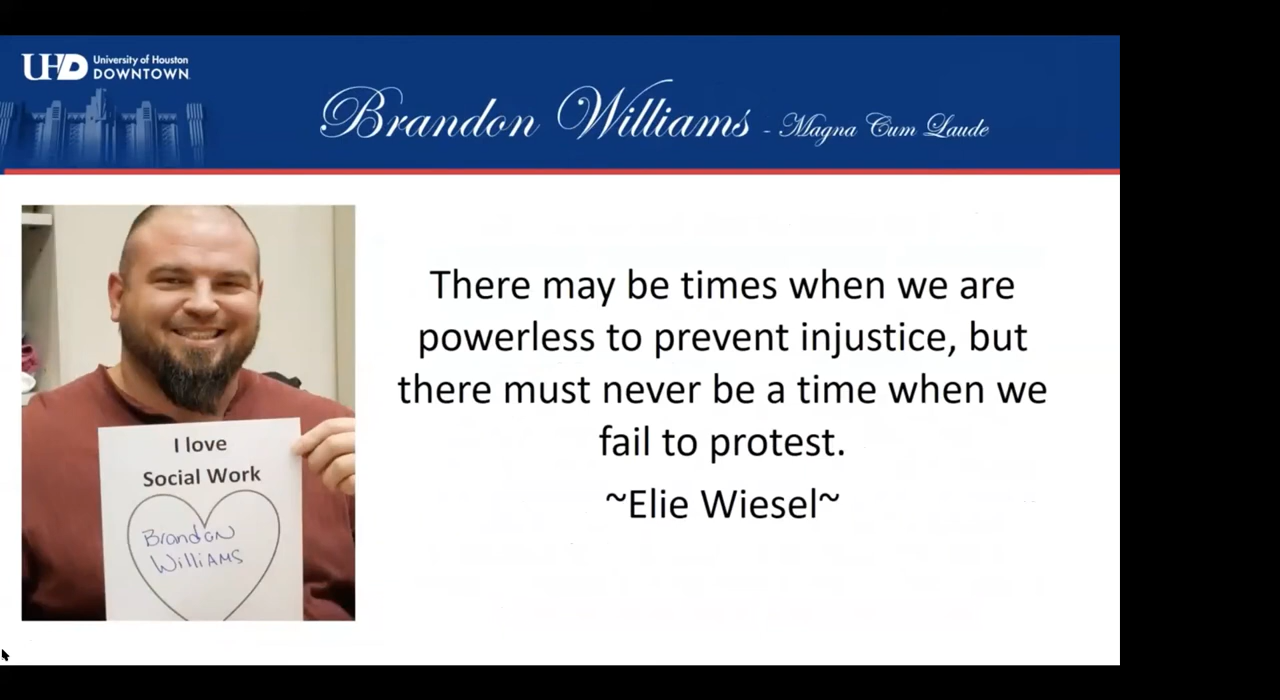 UHD University of Houston
DOWNTOWN
Brandon Williams - Magna Cum Laude
There may be times when we are
powerless to prevent injustice, but
there must never be a time when we
fail to protest.
~Elie Wiesel~
I love
Social Work
Brandon
Williams